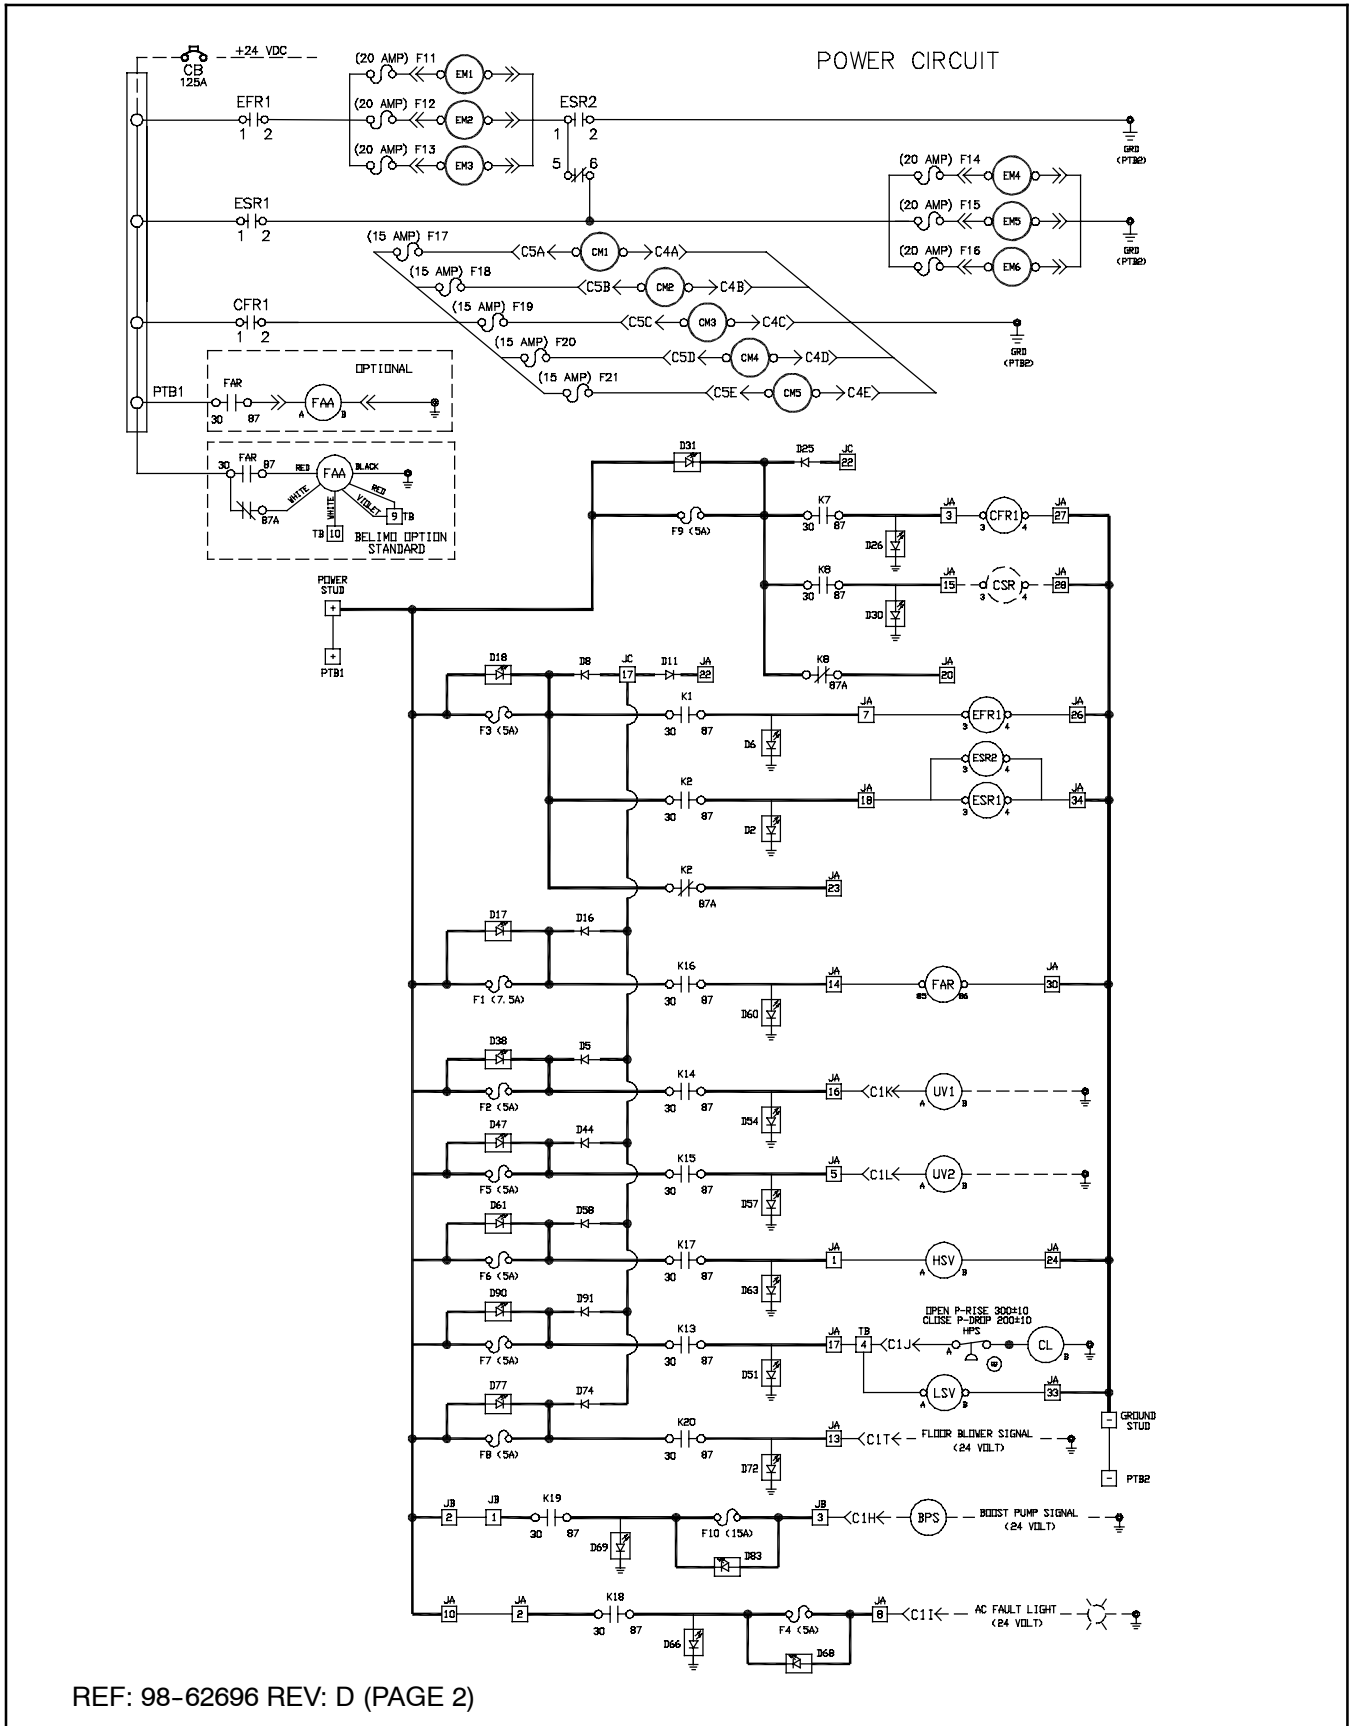 POWER CIRCUIT
+24 VDC
CB
125A
(20 AMP) F11
EM1
EFR1
1 2
(20 AMP) F12
EM2
ESR2
1 2
GRD
(PTB2)
(20 AMP) F13
EM3
5 6
(20 AMP) F14
EM4
ESR1
1 2
(20 AMP) F15
EM5
GRD
(PTB2)
(20 AMP) F16
EM6
(15 AMP) F17
C5A CM1 C4A
(15 AMP) F18
C5B CM2 C4B
CFR1
1 2
(15 AMP) F19
C5C CM3 C4C
GRD
(PTB2)
(15 AMP) F20
C5D CM4 C4D
(15 AMP) F21
C5E CM5 C4E
OPTIONAL
PTB1
FAR
30 87
A FAA B
FAR
30 87
RED FAA BLACK
87A
WHITE
WHITE
VIOLET
RED
9 TB
TB 10
BELIMO OPTION
STANDARD
D31 D25 JC
22
F9 (5A)
K7
30 87
D26
JA
3
3 CFR1 4
JA
27
K8
30 87
D30
JA
15
3 CSR 4
JA
28
K8
87A
JA
20
POWER
STUD
+
+
PTB1
D18 D8 JC
17
D11 JA
22
F3 (5A)
K1
30 87
D6
JA
7
3 EFR1 4
JA
26
3 ESR2 4
K2
30 87
D2
JA
18
3 ESR1 4
JA
34
K2
87A
JA
23
D17 D16
F1 (7.5A)
K16
30 87
D60
JA
14
85 FAR 86
JA
30
D38 D5
F2 (5A)
K14
30 87
D54
JA
16
C1K
A UV1 B
D47 D44
F5 (5A)
K15
30 87
D57
JA
5
C1L
A UV2 B
D61 D58
F6 (5A)
K17
30 87
D63
JA
1
A HSV B
JA
24
D90 D91
F7 (5A)
K13
30 87
D51
JA
17
TB
4
C1J
OPEN P-RISE 300±10
CLOSE P-DROP 200±10
HPS
A CL B
A LSV B
JA
33
D77 D74
F8 (5A)
K20
30 87
D72
JA
13
C1T
FLOOR BLOWER SIGNAL
(24 VOLT)
-
GROUND
STUD
- PTB2
JB
2
JB
1
K19
30 87
D69
F10 (15A)
D83
JB
3
C1H
BPS
BOOST PUMP SIGNAL
(24 VOLT)
JA
10
JA
2
K18
30 87
D66
F4 (5A)
D68
JA
8
C1I
AC FAULT LIGHT
(24 VOLT)
REF: 98-62696 REV: D (PAGE 2)